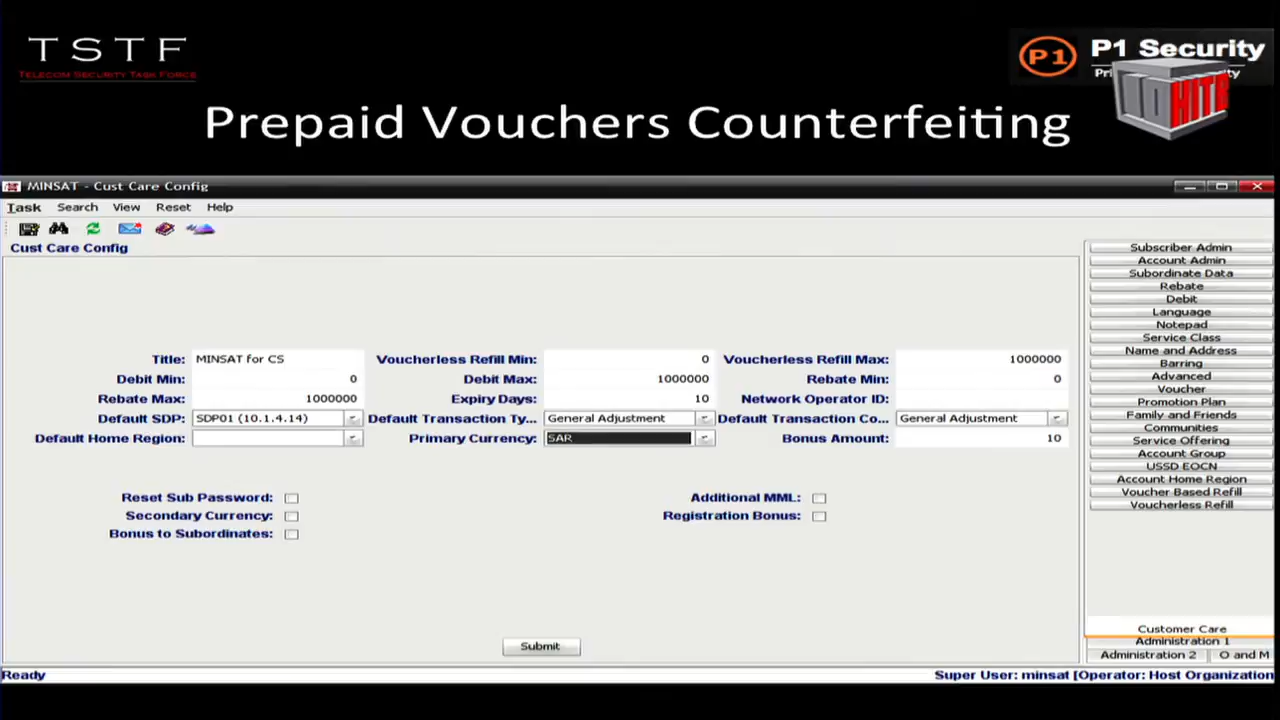 TSTF
TELECOM SECURITY TASK FORCE
P1
P1 Security
HITB
Prepaid Vouchers Counterfeiting
MINSAT - Cust Care Config
Task Search View Reset Help
Cust Care Config
Title: MINSAT for CS Voucherless Refill Min: 0 Voucherless Refill Max: 1000000
Debit Min: 0 Debit Max: 1000000 Rebate Min: 0
Rebate Max: 1000000 Expiry Days: 10 Network Operator ID:
Default SDP: SDP01 (10.1.4.14) Default Transaction Ty... General Adjustment Default Transaction Co... General Adjustment
Default Home Region: Primary Currency: SAR Bonus Amount: 10
Reset Sub Password: Additional MML:
Secondary Currency: Registration Bonus:
Bonus to Subordinates:
Submit
Subscriber Admin
Account Admin
Subordinate Data
Rebate
Debit
Language
Notepad
Service Class
Name and Address
Barring
Advanced
Voucher
Promotion Plan
Family and Friends
Communities
Service Offering
Account Group
USSD EOCN
Account Home Region
Voucher Based Refill
Voucherless Refill
Customer Care
Administration 1
Administration 2 O and M
Ready Super User: minsat [Operator: Host Organization